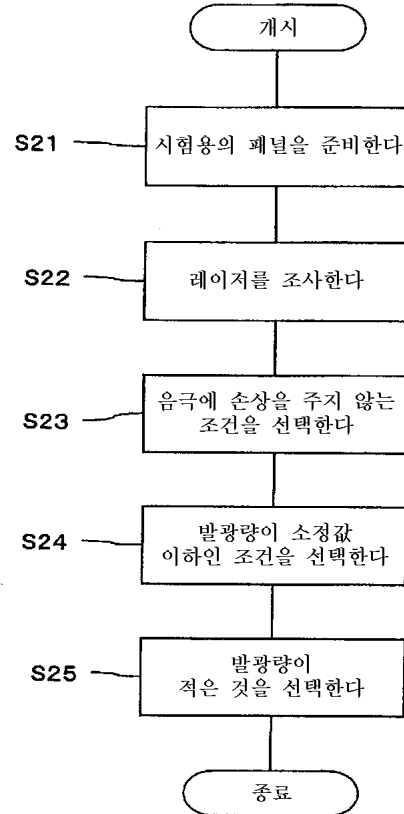 개시
S21
시험용의 패널을 준비한다
S22
레이저를 조사한다
S23
음극에 손상을 주지 않는
조건을 선택한다
S24
발광량이 소정값
이하인 조건을 선택한다
S25
발광량이
적은 것을 선택한다
종료